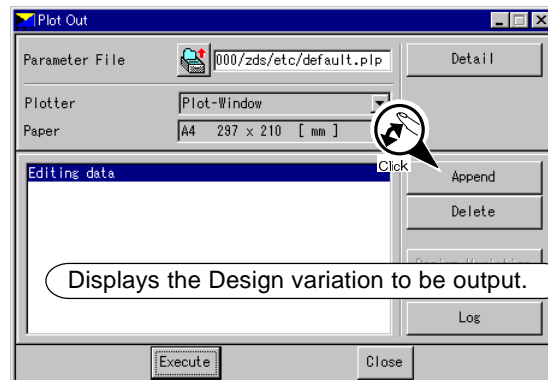 Plot Out
Parameter File 000/zds/etc/default.plp Detail
Plotter Plot-Window
Paper A4 297 × 210 [ mm ]
Click
Editing data Append
Delete
Displays the Design variation to be output.
Log
Execute Close